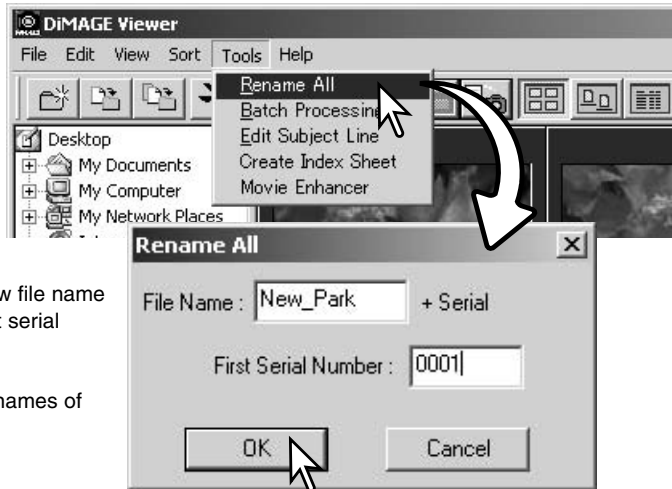 DiMAGE Viewer
File Edit View Sort Tools Help
Rename All
Batch Processing
Edit Subject Line
Create Index Sheet
Movie Enhancer
Desktop
My Documents
My Computer
My Network Places
Rename All
file name
File Name : New_Park + Serial
serial
First Serial Number : 0001
names of
OK Cancel